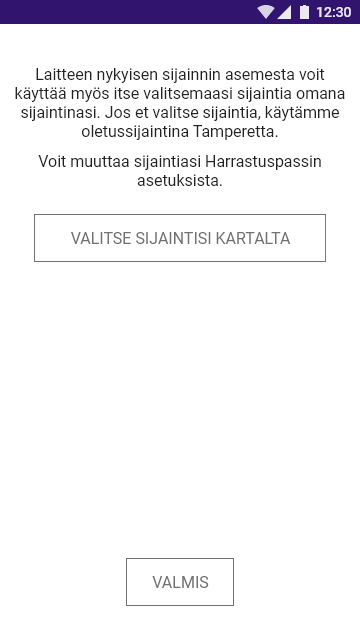 12:30
Laitteen nykyisen sijainnin asemesta voit
käyttää myös itse valitsemaasi sijaintia omana
sijaintinasi. Jos et valitse sijaintia, käytämme
oletussijaintina Tamperetta.
Voit muuttaa sijaintiasi Harrastuspassin
asetuksista.
VALITSE SIJAINTISI KARTALTA
VALMIS